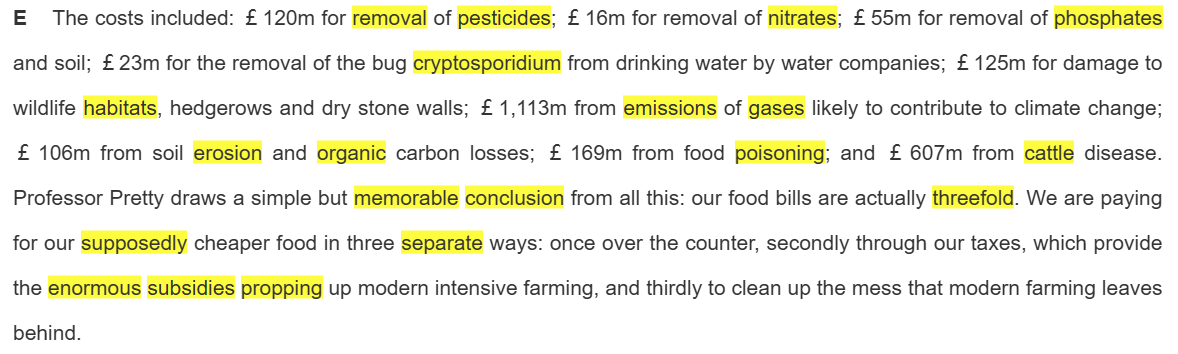 E The costs included: £ 120m for removal of pesticides; £ 16m for removal of nitrates; £ 55m for removal of phosphates
and soil; £ 23m for the removal of the bug cryptosporidium from drinking water by water companies; £ 125m for damage to
wildlife habitats, hedgerows and dry stone walls; £ 1,113m from emissions of gases likely to contribute to climate change;
£ 106m from soil erosion and organic carbon losses; £ 169m from food poisoning; and £ 607m from cattle disease.
Professor Pretty draws a simple but memorable conclusion from all this: our food bills are actually threefold. We are paying
for our supposedly cheaper food in three separate ways: once over the counter, secondly through our taxes, which provide
the enormous subsidies propping up modern intensive farming, and thirdly to clean up the mess that modern farming leaves
behind.